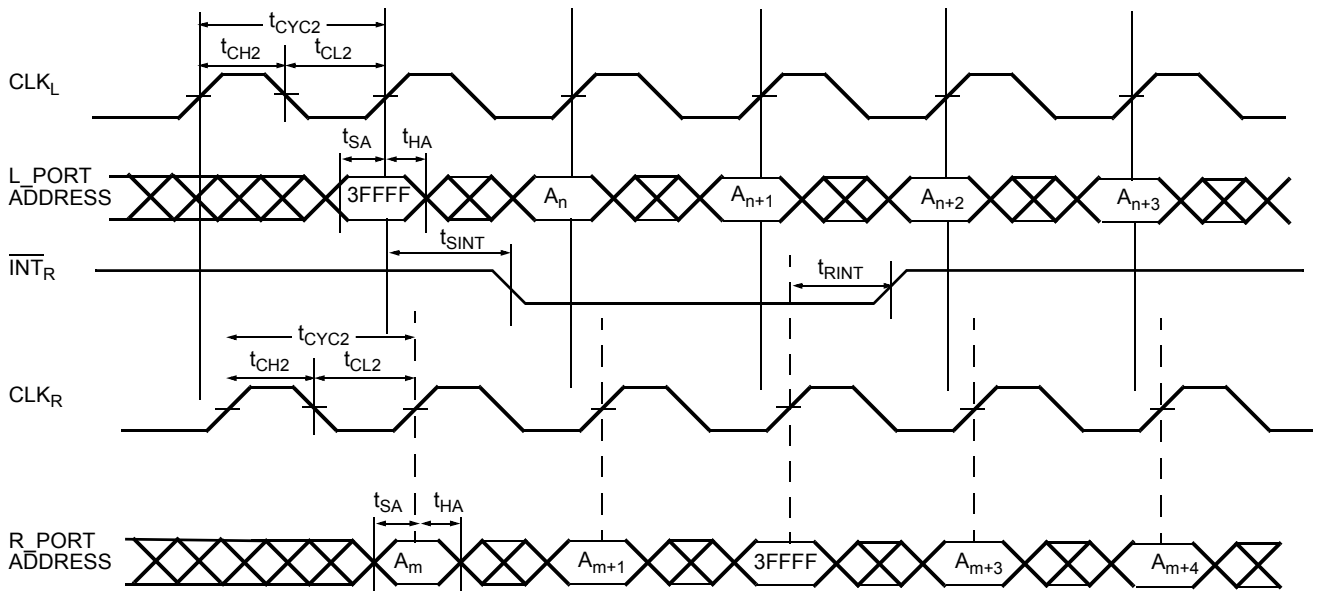 tCYC2
tCH2 tCL2
CLKL
tSA tHA
L_PORT
ADDRESS
3FFFF An An+1 An+2 An+3
tSINT
INTR
tRINT
tCYC2
tCH2 tCL2
CLKR
tSA tHA
R_PORT
ADDRESS
Am Am+1 3FFFF Am+3 Am+4